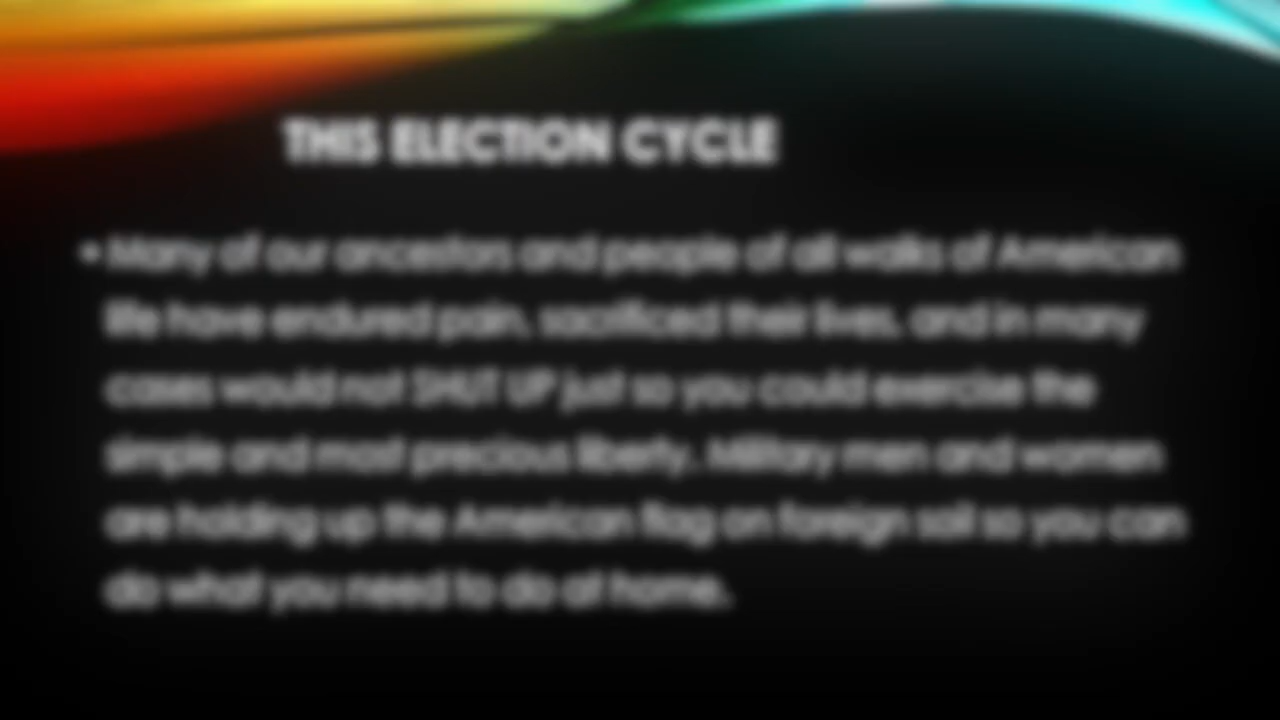 THIS ELECTION CYCLE
• Many of our ancestors and people of all walks of American
life have endured pain, sacrificed their lives, and in many
cases would not SHUT UP just so you could exercise the
simple and most precious liberty. Military men and women
are holding up the American flag on foreign soil so you can
do what you need to do at home.